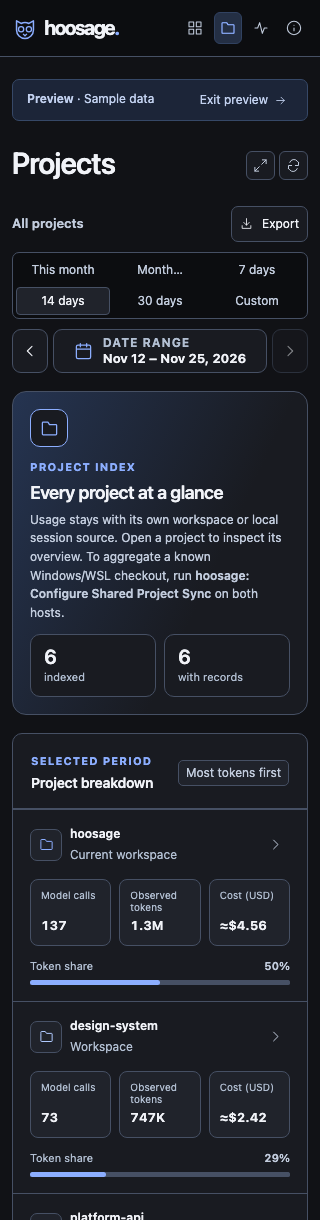 hoosage.
Preview · Sample data
Exit preview →
Projects
All projects
Export
This month
Month...
7 days
14 days
30 days
Custom
DATE RANGE
Nov 12 – Nov 25, 2026
PROJECT INDEX
Every project at a glance
Usage stays with its own workspace or local
session source. Open a project to inspect its
overview. To aggregate a known
Windows/WSL checkout, run hoosage:
Configure Shared Project Sync on both
hosts.
6
indexed
6
with records
SELECTED PERIOD
Project breakdown
Most tokens first
hoosage
Current workspace
Model calls
137
Observed
tokens
1.3M
Cost (USD)
≈$4.56
Token share
50%
design-system
Workspace
Model calls
73
Observed
tokens
747K
Cost (USD)
≈$2.42
Token share
29%
platform-api